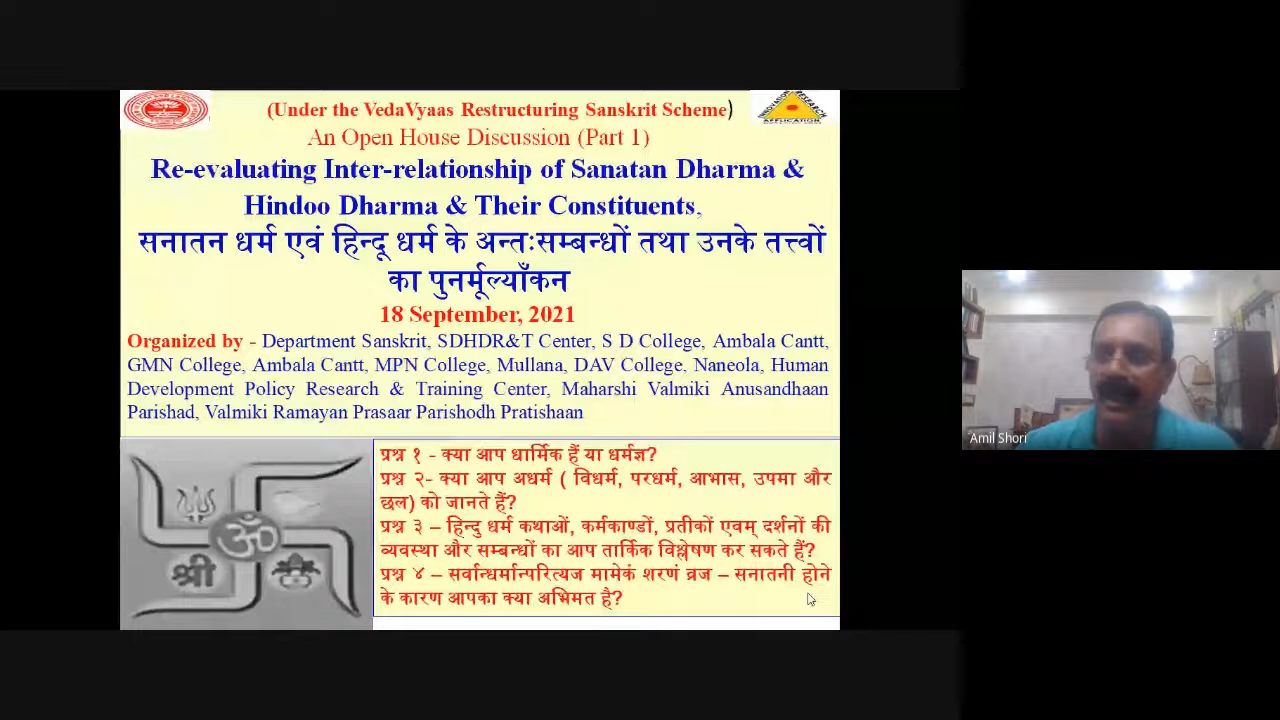 (Under the VedaVyaas Restructuring Sanskrit Scheme)
An Open House Discussion (Part 1)
Re-evaluating Inter-relationship of Sanatan Dharma &
Hindoo Dharma & Their Constituents,
सनातन धर्म एवं हिन्दू धर्म के अन्तःसम्बन्धों तथा उनके तत्त्वों
का पुनर्मूल्याँकन
18 September, 2021
Organized by - Department Sanskrit, SDHDR&T Center, S D College, Ambala Cantt,
GMN College, Ambala Cantt, MPN College, Mullana, DAV College, Naneola, Human
Development Policy Research & Training Center, Maharshi Valmiki Anusandhaan
Parishad, Valmiki Ramayan Prasaar Parishodh Pratishaan
ॐ
श्री
प्रश्न १ - क्या आप धार्मिक हैं या धर्मज्ञ?
प्रश्न २- क्या आप अधर्म ( विधर्म, परधर्म, आभास, उपमा और
छल) को जानते हैं?
प्रश्न ३ – हिन्दु धर्म कथाओं, कर्मकाण्डों, प्रतीकों एवम् दर्शनों की
व्यवस्था और सम्बन्धों का आप तार्किक विश्लेषण कर सकते हैं?
प्रश्न ४ – सर्वान्धर्मान्परित्यज मामेकं शरणं व्रज – सनातनी होने
के कारण आपका क्या अभिमत है?
Amil Shori
RESEARCH
APPLICATION